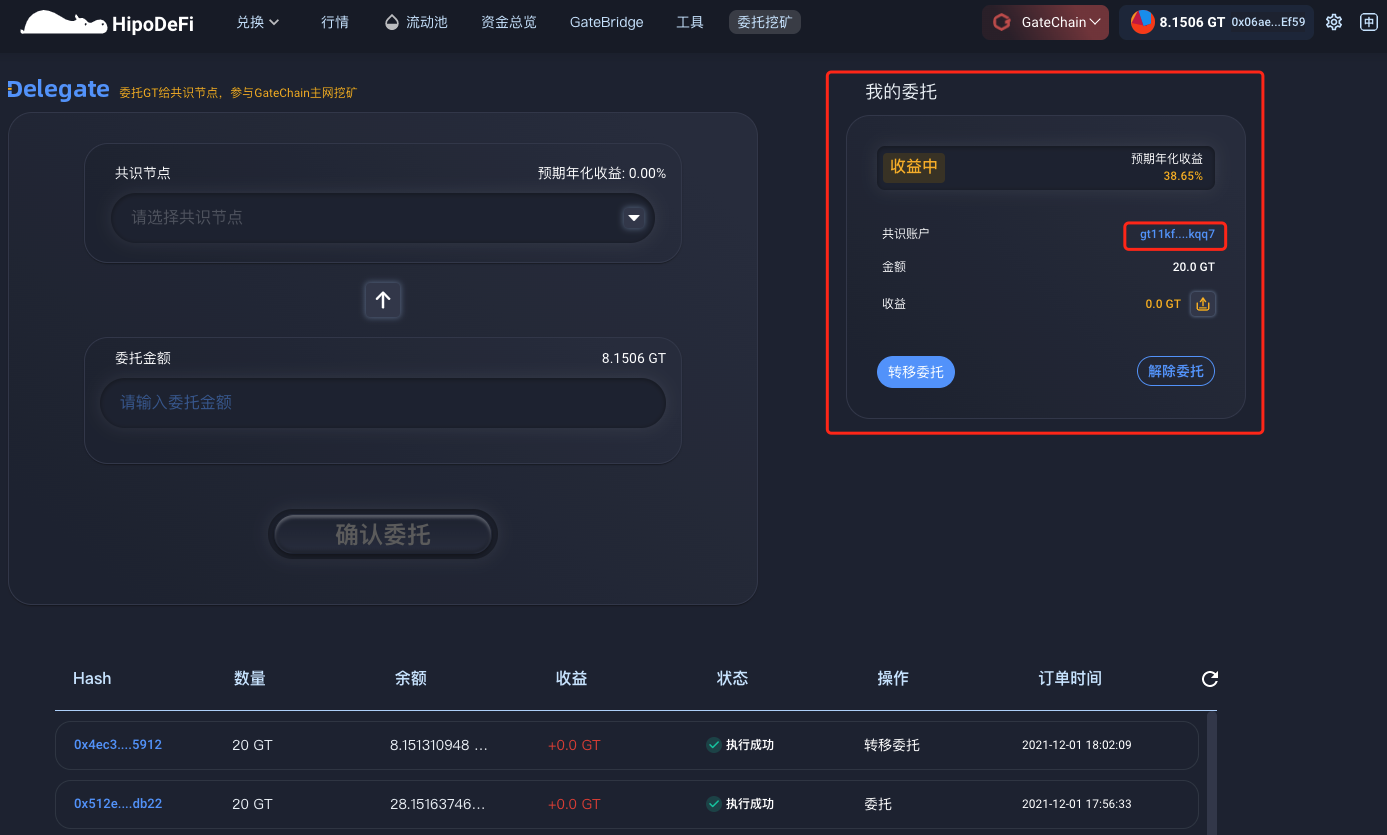 HipoDeFi
兑换
行情
流动池
资金总览
GateBridge
工具
委托挖矿
GateChain
8.1506 GT 0x06ae...Ef59
中
Delegate 委托GT给共识节点，参与GateChain主网挖矿
共识节点 预期年化收益: 0.00%
请选择共识节点
委托金额 8.1506 GT
请输入委托金额
确认委托
我的委托
收益中
预期年化收益
38.65%
共识账户 gt11kf....kqq7
金额 20.0 GT
收益 0.0 GT
转移委托 解除委托
Hash 数量 余额 收益 状态 操作 订单时间
0x4ec3....5912 20 GT 8.151310948 ... +0.0 GT 执行成功 转移委托 2021-12-01 18:02:09
0x512e....db22 20 GT 28.15163746... +0.0 GT 执行成功 委托 2021-12-01 17:56:33